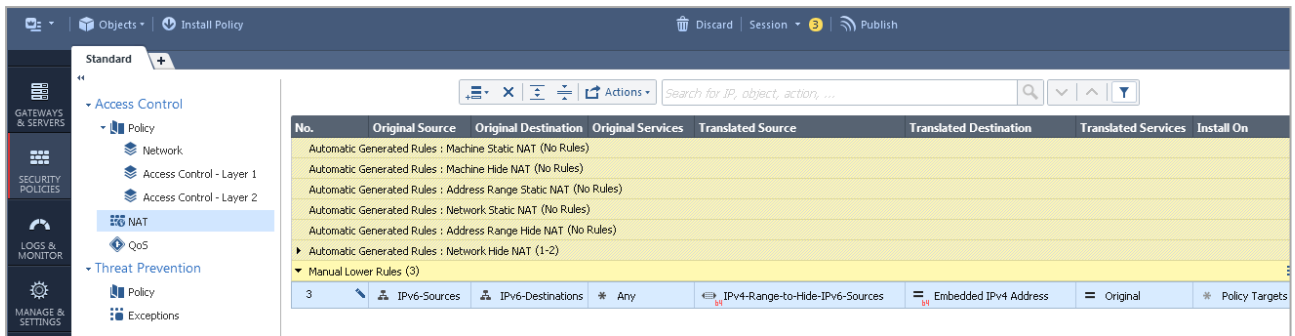 Objects Install Policy Discard Session 3 Publish
Standard +
Actions Search for IP, object, action, ...
GATEWAYS & SERVERS
SECURITY POLICIES
LOGS & MONITOR
MANAGE & SETTINGS
Access Control
Policy
Network
Access Control - Layer 1
Access Control - Layer 2
NAT
QoS
Threat Prevention
Policy
Exceptions
No. Original Source Original Destination Original Services Translated Source Translated Destination Translated Services Install On
Automatic Generated Rules : Machine Static NAT (No Rules)
Automatic Generated Rules : Machine Hide NAT (No Rules)
Automatic Generated Rules : Address Range Static NAT (No Rules)
Automatic Generated Rules : Network Static NAT (No Rules)
Automatic Generated Rules : Address Range Hide NAT (No Rules)
Automatic Generated Rules : Network Hide NAT (1-2)
Manual Lower Rules (3)
3 IPv6-Sources IPv6-Destinations * Any 64 IPv4-Range-to-Hide-IPv6-Sources = 64 Embedded IPv4 Address = Original * Policy Targets